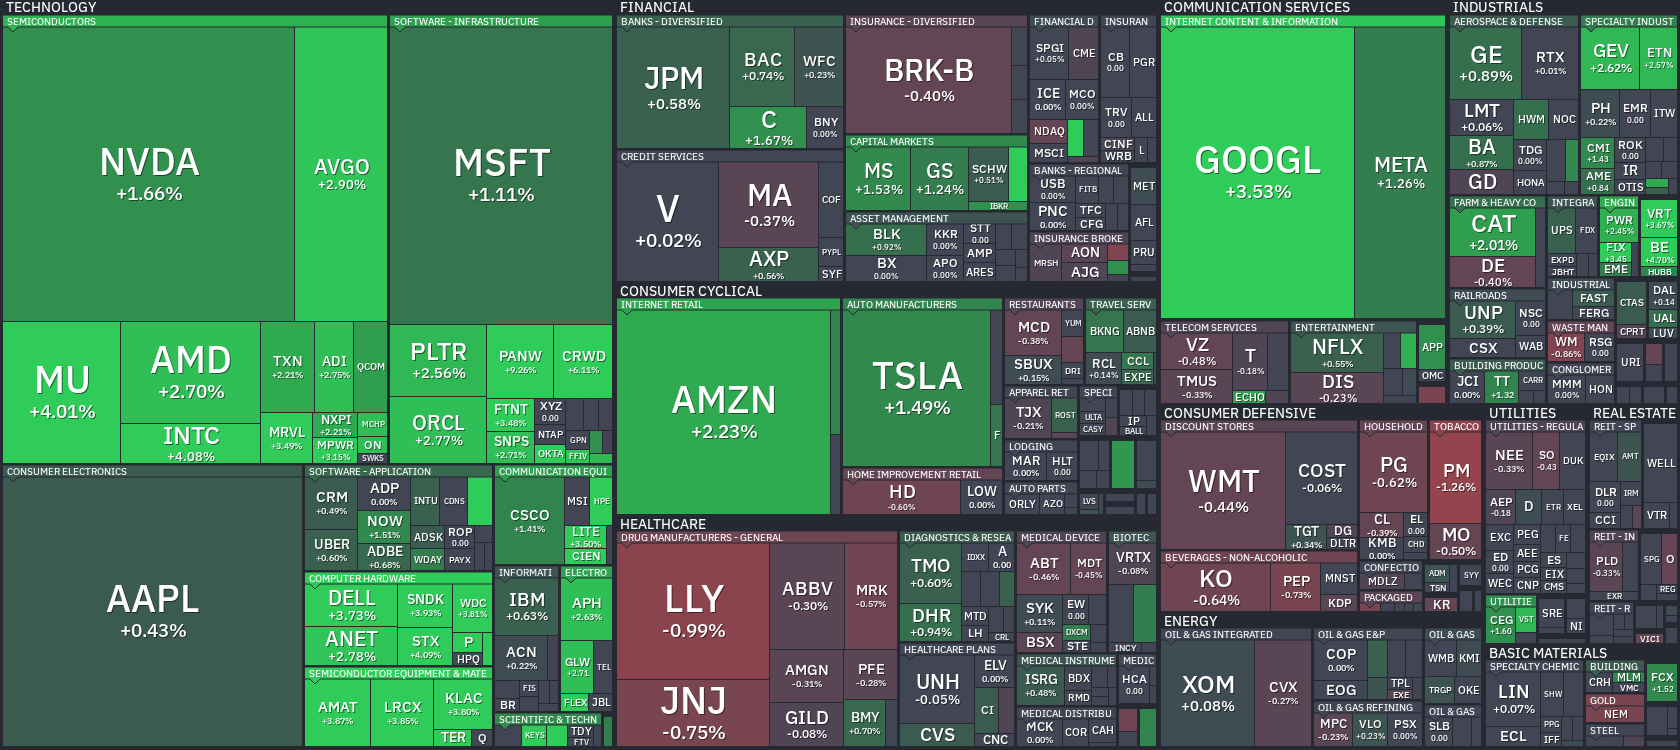 TECHNOLOGY
SEMICONDUCTORS
NVDA
+1.66%
AVGO
+2.90%
MU
+4.01%
AMD
+2.70%
INTC
+4.08%
TXN
+2.21%
ADI
+2.75%
QCOM
MRVL
+3.49%
NXPI
+2.21%
MCHP
MPWR
+3.15%
ON
SWKS
SOFTWARE - INFRASTRUCTURE
MSFT
+1.11%
PLTR
+2.56%
PANW
+9.26%
CRWD
+6.11%
ORCL
+2.77%
FTNT
+3.48%
XYZ
0.00
SNPS
+2.71%
NTAP
GPN
OKTA
FFIV
CONSUMER ELECTRONICS
AAPL
+0.43%
SOFTWARE - APPLICATION
CRM
+0.49%
ADP
0.00%
INTU
CDNS
UBER
+0.60%
NOW
+1.51%
ADSK
ROP
0.00
ADBE
+0.68%
WDAY
PAYX
COMMUNICATION EQUI
CSCO
+1.41%
MSI
HPE
LITE
+3.50%
CIEN
COMPUTER HARDWARE
DELL
+3.73%
SNDK
+3.93%
WDC
+3.81%
ANET
+2.78%
STX
+4.09%
P
HPQ
SEMICONDUCTOR EQUIPMENT & MATE
AMAT
+3.87%
LRCX
+3.85%
KLAC
+3.80%
TER
Q
INFORMATI
IBM
+0.63%
ACN
+0.22%
FIS
BR
ELECTRO
APH
+2.63%
GLW
+2.71
TEL
FLEX
JBL
SCIENTIFIC & TECHN
KEYS
TDY
FTV
FINANCIAL
BANKS - DIVERSIFIED
JPM
+0.58%
BAC
+0.74%
WFC
+0.23%
C
+1.67%
BNY
0.00%
CREDIT SERVICES
V
+0.02%
MA
-0.37%
COF
AXP
+0.56%
PYPL
SYF
INSURANCE - DIVERSIFIED
BRK-B
-0.40%
CAPITAL MARKETS
MS
+1.53%
GS
+1.24%
SCHW
+0.51%
IBKR
ASSET MANAGEMENT
BLK
+0.92%
KKR
0.00%
STT
0.00
AMP
BX
0.00%
APO
0.00%
ARES
FINANCIAL D
SPGI
+0.05%
CME
ICE
0.00%
MCO
0.00%
NDAQ
MSCI
INSURAN
CB
0.00
PGR
TRV
0.00
ALL
CINF
WRB
L
BANKS - REGIONAL
USB
0.00%
FITB
PNC
0.00%
TFC
CFG
INSURANCE BROKE
MRSH
AON
AJG
MET
AFL
PRU
CONSUMER CYCLICAL
INTERNET RETAIL
AMZN
+2.23%
AUTO MANUFACTURERS
TSLA
+1.49%
F
HOME IMPROVEMENT RETAIL
HD
-0.60%
LOW
0.00%
RESTAURANTS
MCD
-0.38%
YUM
SBUX
+0.15%
DRI
TRAVEL SERV
BKNG
ABNB
RCL
+0.14%
CCL
EXPE
APPAREL RET
TJX
-0.21%
ROST
SPECI
ULTA
CASY
IP
BALL
LODGING
MAR
0.00%
HLT
0.00
AUTO PARTS
ORLY
AZO
LVS
HEALTHCARE
DRUG MANUFACTURERS - GENERAL
LLY
-0.99%
JNJ
-0.75%
ABBV
-0.30%
MRK
-0.57%
AMGN
-0.31%
PFE
-0.28%
GILD
-0.08%
BMY
+0.70%
DIAGNOSTICS & RESEA
TMO
+0.60%
IDXX
A
0.00
DHR
+0.94%
MTD
LH
CRL
HEALTHCARE PLANS
UNH
-0.05%
ELV
0.00%
CI
CVS
CNC
MEDICAL DEVICE
ABT
-0.46%
MDT
-0.45%
SYK
+0.11%
EW
0.00
DXCM
BSX
STE
BIOTEC
VRTX
-0.08%
INCY
MEDICAL INSTRUME
ISRG
+0.48%
BDX
RMD
MEDIC
HCA
0.00
MEDICAL DISTRIBU
MCK
0.00%
COR
CAH
COMMUNICATION SERVICES
INTERNET CONTENT & INFORMATION
GOOGL
+3.53%
META
+1.26%
TELECOM SERVICES
VZ
-0.48%
T
-0.18%
TMUS
-0.33%
ECHO
ENTERTAINMENT
NFLX
+0.55%
DIS
-0.23%
APP
OMC
INDUSTRIALS
AEROSPACE & DEFENSE
GE
+0.89%
RTX
+0.01%
LMT
+0.06%
HWM
NOC
BA
+0.87%
TDG
0.00%
GD
HONA
SPECIALTY INDUST
GEV
+2.62%
ETN
+2.57%
PH
+0.22%
EMR
0.00
ITW
CMI
+1.43
ROK
0.00
AME
+0.84
IR
OTIS
FARM & HEAVY CO
CAT
+2.01%
DE
-0.40%
INTEGRA
UPS
FDX
EXPD
JBHT
ENGIN
PWR
+2.45%
FIX
+3.45
EME
VRT
+3.67%
BE
+4.70%
HUBB
RAILROADS
UNP
+0.39%
NSC
0.00
CSX
WAB
INDUSTRIAL
FAST
FERG
CTAS
CPRT
DAL
+0.14
UAL
LUV
WASTE MAN
WM
-0.86%
RSG
0.00
URI
BUILDING PRODUC
JCI
0.00%
TT
+1.32
CARR
CONGLOMER
MMM
0.00%
HON
CONSUMER DEFENSIVE
DISCOUNT STORES
WMT
-0.44%
COST
-0.06%
TGT
+0.34%
DG
DLTR
HOUSEHOLD
PG
-0.62%
CL
-0.39%
EL
0.00
KMB
0.00%
CHD
TOBACCO
PM
-1.26%
MO
-0.50%
BEVERAGES - NON-ALCOHOLIC
KO
-0.64%
PEP
-0.73%
MNST
KDP
CONFECTIO
MDLZ
PACKAGED
ADM
TSN
SYY
KR
ENERGY
OIL & GAS INTEGRATED
XOM
+0.08%
CVX
-0.27%
OIL & GAS E&P
COP
0.00%
EOG
TPL
EXE
OIL & GAS
WMB
KMI
TRGP
OKE
OIL & GAS REFINING
MPC
-0.23%
VLO
+0.23%
PSX
0.00%
OIL & GAS
SLB
0.00
UTILITIES
UTILITIES - REGULA
NEE
-0.33%
SO
-0.43
DUK
AEP
-0.18
D
ETR
XEL
EXC
PEG
FE
ED
0.00
AEE
PCG
ES
EIX
WEC
CNP
CMS
UTILITIE
CEG
+1.60
VST
SRE
NI
REAL ESTATE
REIT - SP
EQIX
AMT
WELL
DLR
0.00
IRM
CCI
VTR
REIT - IN
PLD
-0.33%
EXR
SPG
O
REG
REIT - R
VICI
BASIC MATERIALS
SPECIALTY CHEMIC
LIN
+0.07%
SHW
ECL
PPG
IFF
BUILDING
CRH
MLM
VMC
FCX
+1.52
GOLD
NEM
STEEL